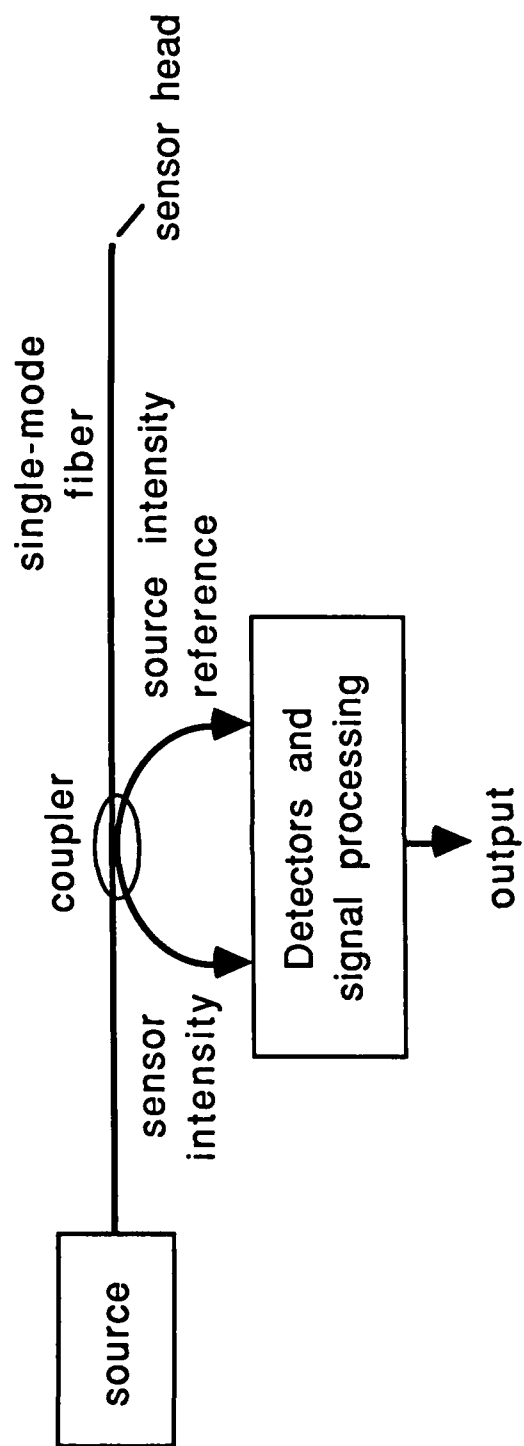 source
sensor
intensity
coupler
source intensity
reference
single-mode
fiber
sensor head
Detectors and
signal processing
output